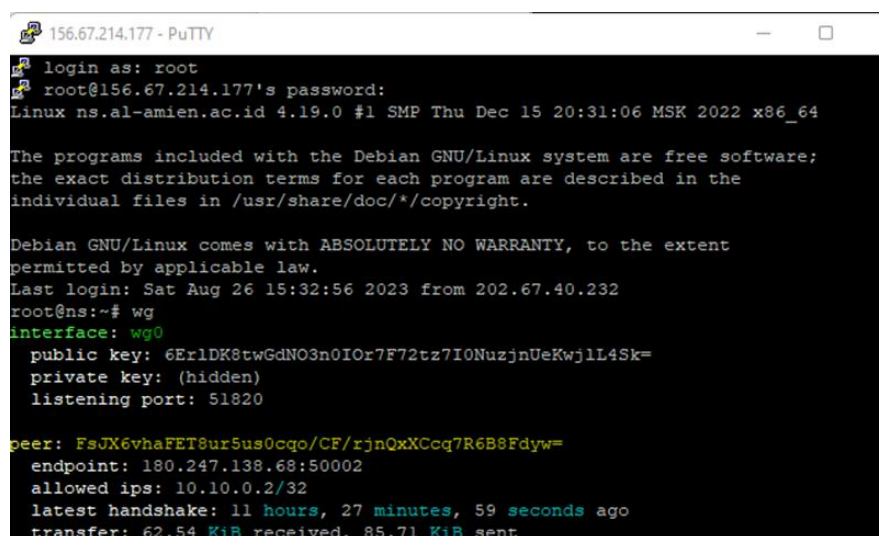 156.67.214.177 - PuTTY
login as: root
root@156.67.214.177's password:
Linux ns.al-amien.ac.id 4.19.0 #1 SMP Thu Dec 15 20:31:06 MSK 2022 x86_64
The programs included with the Debian GNU/Linux system are free software;
the exact distribution terms for each program are described in the
individual files in /usr/share/doc/*/copyright.
Debian GNU/Linux comes with ABSOLUTELY NO WARRANTY, to the extent
permitted by applicable law.
Last login: Sat Aug 26 15:32:56 2023 from 202.67.40.232
root@ns:~# wg
interface: wg0
public key: 6ErlDK8twGdNO3n0IOr7F72tz7I0NuzjnUeKwjlL4Sk=
private key: (hidden)
listening port: 51820
peer: FsJX6vhaFET8ur5us0cqo/CF/rjnQxXCcq7R6B8Fdyw=
endpoint: 180.247.138.68:50002
allowed ips: 10.10.0.2/32
latest handshake: 11 hours, 27 minutes, 59 seconds ago
transfer: 62.54 KiB received, 85.71 KiB sent